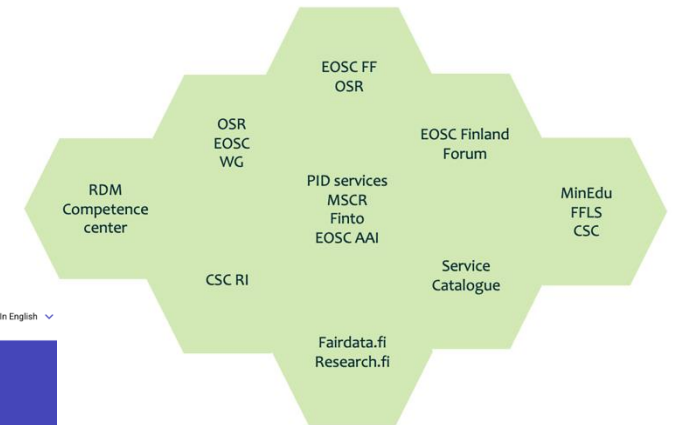 EOSC FF
OSR
OSR
EOSC
WG
EOSC Finland
Forum
RDM
Competence
center
PID services
MSCR
Finto
EOSC AAI
MinEdu
FFLS
CSC
CSC RI
Service
Catalogue
Fairdata.fi
Research.fi
In English